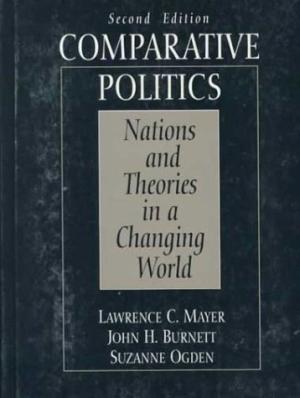 Second Edition
COMPARATIVE
POLITICS
Nations
and
Theories
in a
Changing
World
LAWRENCE C. MAYER
JOHN H. BURNETT
SUZANNE OGDEN